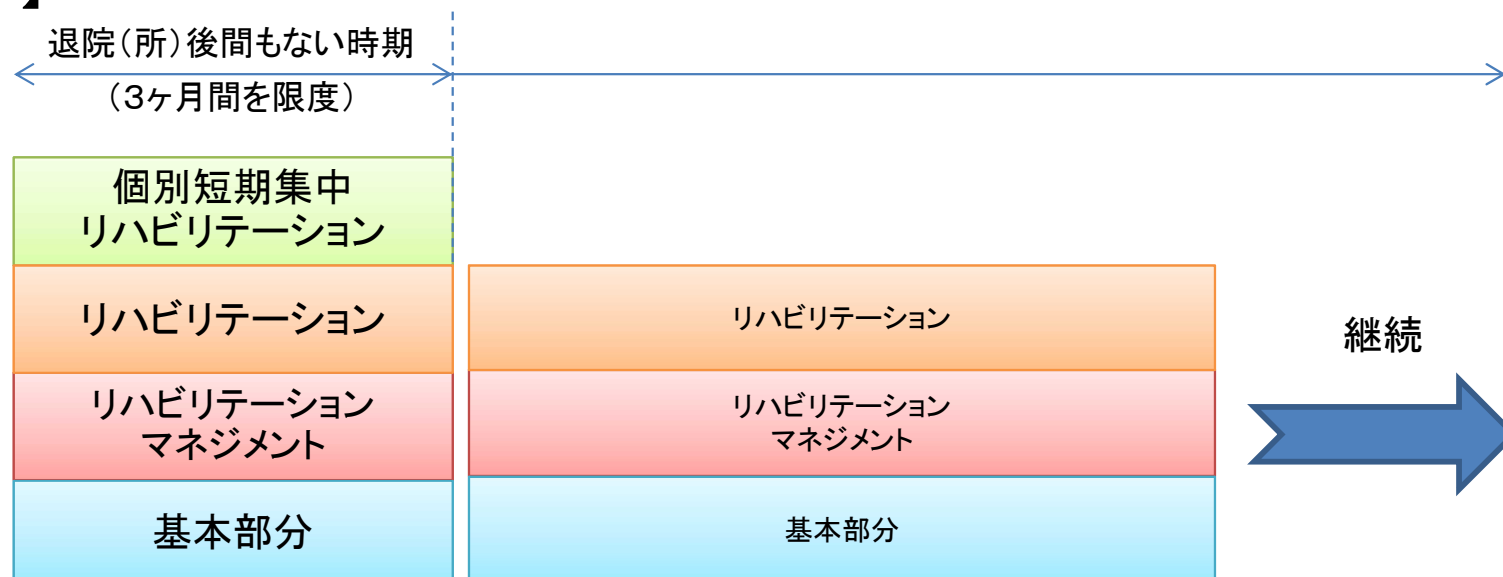 】
退院（所）後間もない時期
（3ヶ月間を限度）
個別短期集中
リハビリテーション
リハビリテーション
リハビリテーション
マネジメント
基本部分
リハビリテーション
リハビリテーション
マネジメント
基本部分
継続